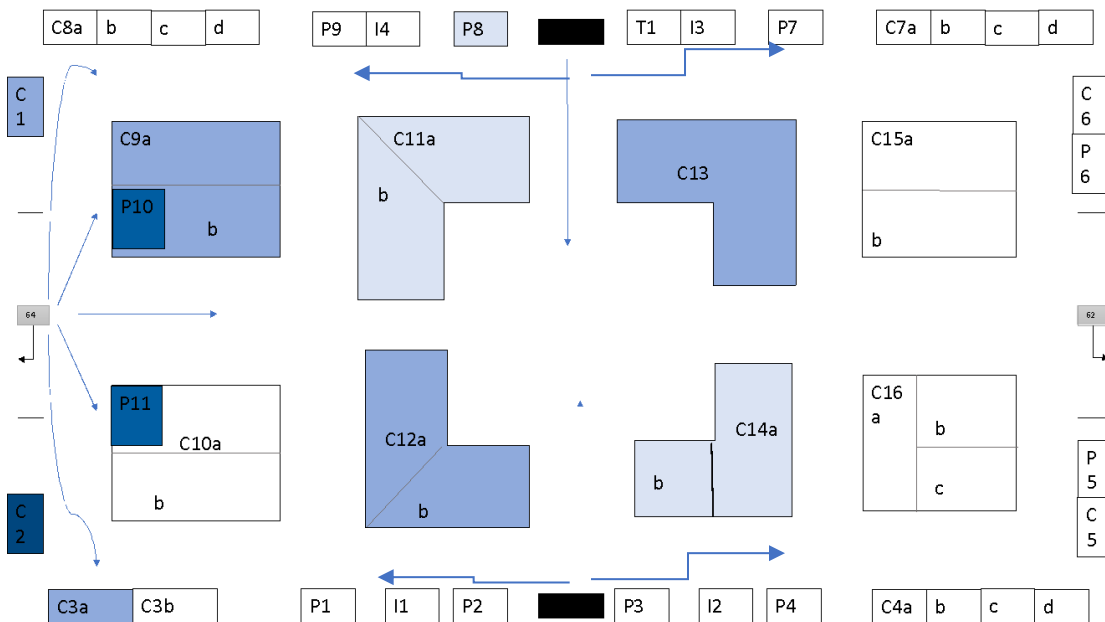 C8a b c d
P9 I4
P8
T1 I3
P7
C7a b c d
C
1
C
6
P
6
C9a
P10
b
C11a
b
C13
C15a
b
64
62
P11
C10a
b
C12a
b
C14a
b
C16
a
b
c
C
2
P
5
C
5
C3a C3b
P1
I1
P2
P3
I2
P4
C4a b c d